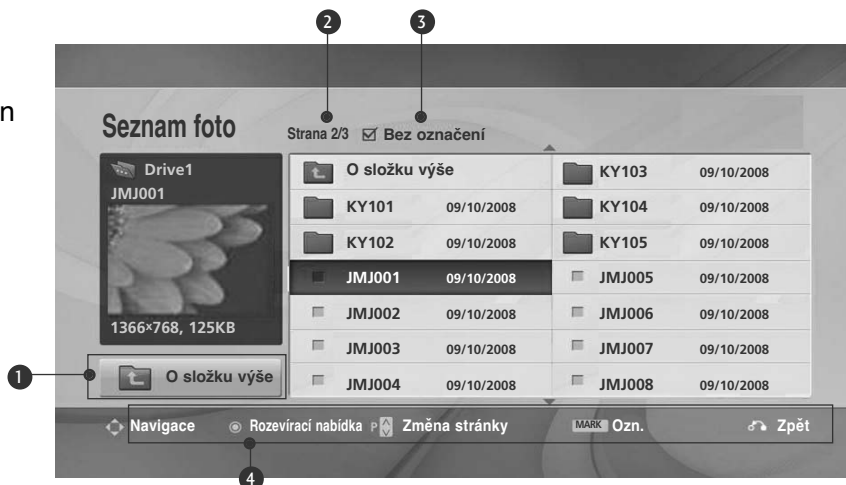 2 3
n
Seznam foto
Strana 2/3 Bez označení
Drive1
JMJ001
1366×768, 125KB
O složku výše
O složku výše KY103 09/10/2008
KY101 09/10/2008 KY104 09/10/2008
KY102 09/10/2008 KY105 09/10/2008
JMJ001 09/10/2008 JMJ005 09/10/2008
JMJ002 09/10/2008 JMJ006 09/10/2008
JMJ003 09/10/2008 JMJ007 09/10/2008
JMJ004 09/10/2008 JMJ008 09/10/2008
1
Navigace Rozevírací nabídka P Změna stránky MARK Ozn. Zpět
4